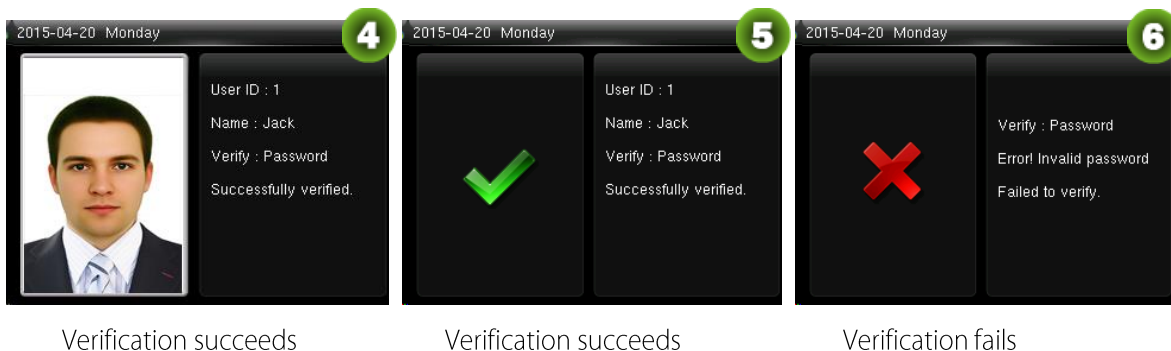 2015-04-20 Monday
4
User ID : 1
Name : Jack
Verify : Password
Successfully verified.
Verification succeeds
2015-04-20 Monday
5
User ID : 1
Name : Jack
Verify : Password
Successfully verified.
Verification succeeds
2015-04-20 Monday
6
Verify : Password
Error! Invalid password
Failed to verify.
Verification fails